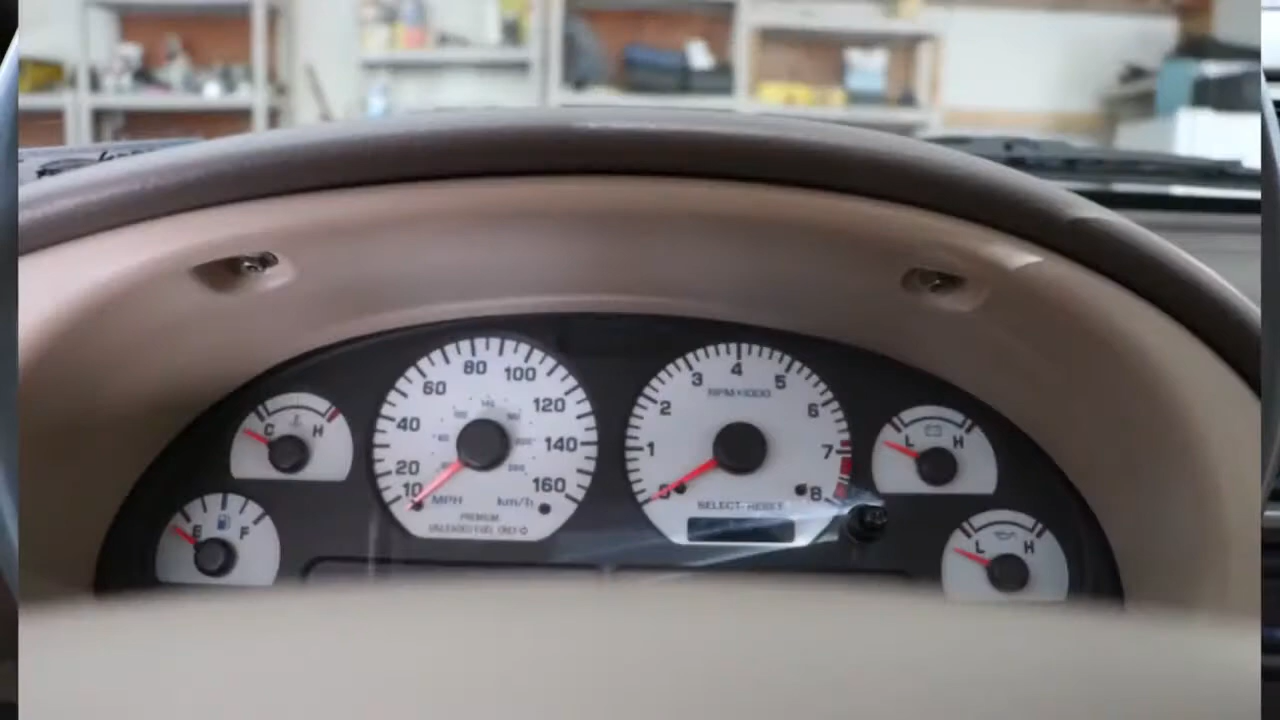 C H
E F
10 20 40 60 80 100 120 140 160
MPH km/h
PREMIUM
UNLEADED FUEL ONLY
1 2 3 4 5 6 7 8
RPM×1000
SELECT/RESET
L H
L H